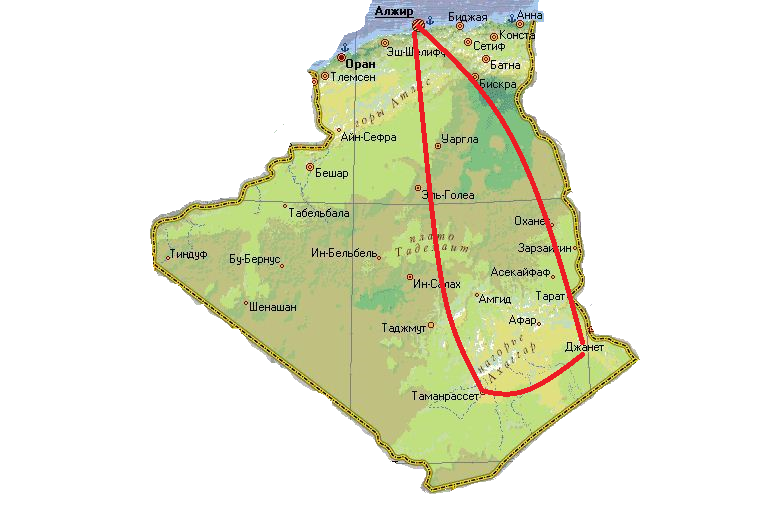 Алжир
Биджая
Анна
Конста
Эш-Шелифф
Сетиф
Оран
Батна
Тлемсен
Бискра
горы Атлас
Айн-Сефра
Уаргла
Бешар
Эль-Голеа
Табельбала
Оханет
плато
Тадемаит
Зарзаитин
Тиндуф
Бу-Бернус
Ин-Бельбель
Асекайфаф
Ин-Салах
Шенашан
Амгид
Тарат
Таджмут
Афар
нагорье
Ахаггар
Джанет
Таманрассет